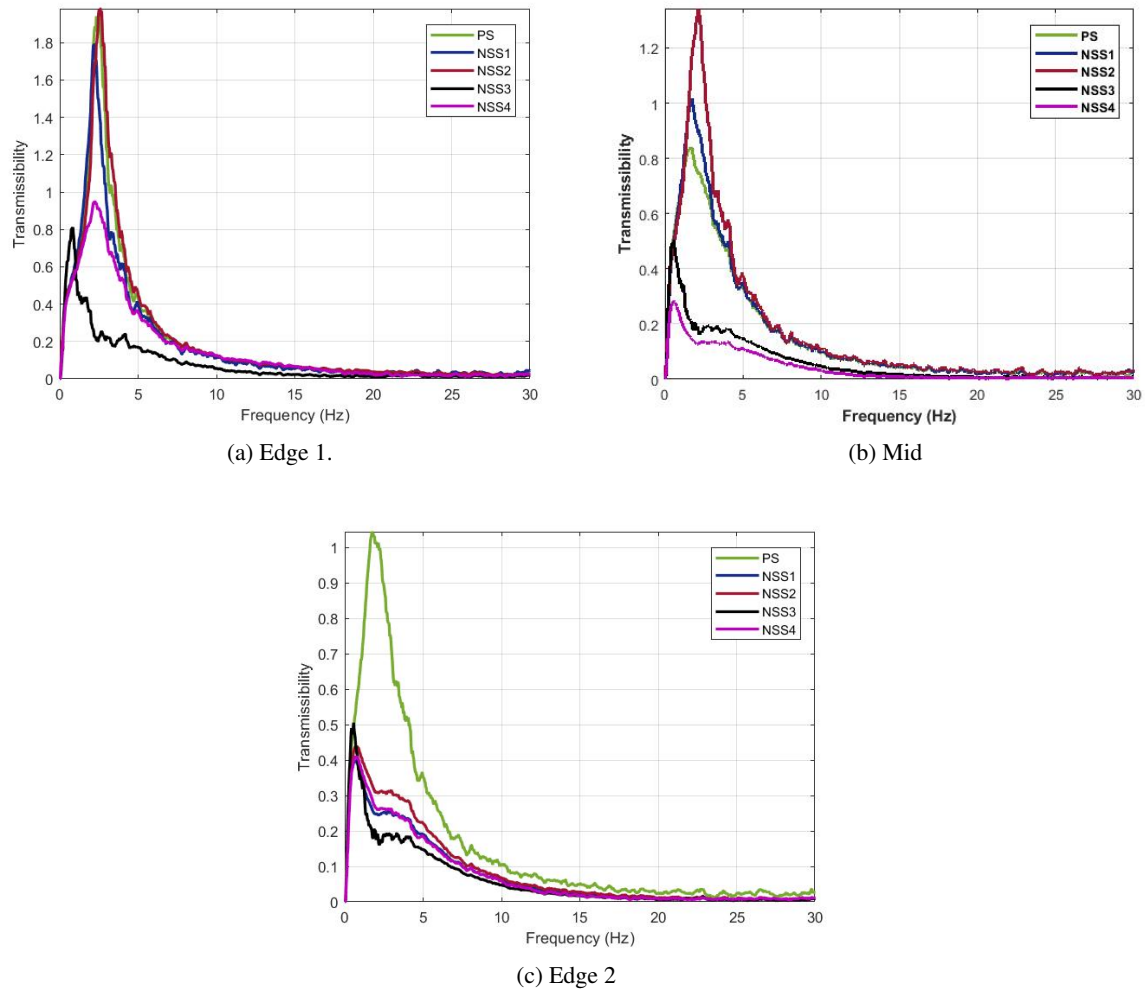 1.8
1.6
1.4
1.2
1
0.8
0.6
0.4
0.2
0
Transmissibility
PS
NSS1
NSS2
NSS3
NSS4
0 5 10 15 20 25 30
Frequency (Hz)
(a) Edge 1.
1.2
1
0.8
0.6
0.4
0.2
0
Transmissibility
PS
NSS1
NSS2
NSS3
NSS4
0 5 10 15 20 25 30
Frequency (Hz)
(b) Mid
1
0.9
0.8
0.7
0.6
0.5
0.4
0.3
0.2
0.1
0
Transmissibility
PS
NSS1
NSS2
NSS3
NSS4
0 5 10 15 20 25 30
Frequency (Hz)
(c) Edge 2